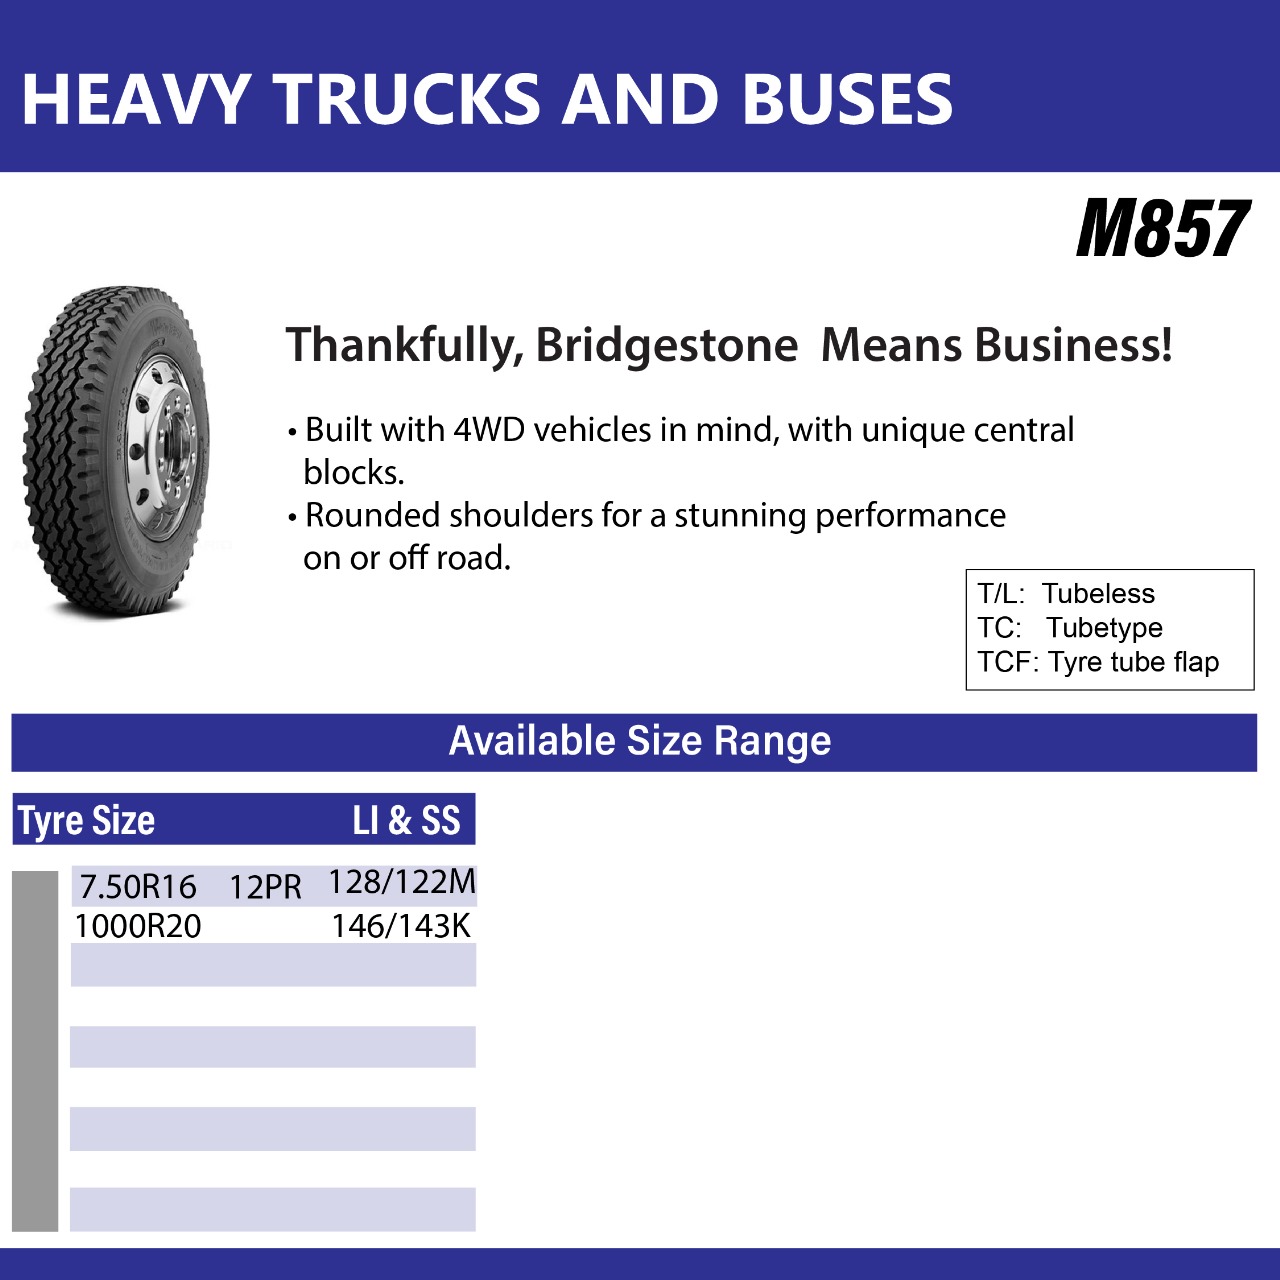 HEAVY TRUCKS AND BUSES
M857
Thankfully, Bridgestone Means Business!
• Built with 4WD vehicles in mind, with unique central
blocks.
• Rounded shoulders for a stunning performance
on or off road.
T/L: Tubeless
TC: Tubetype
TCF: Tyre tube flap
Available Size Range
Tyre Size LI & SS
7.50R16 12PR 128/122M
1000R20 146/143K